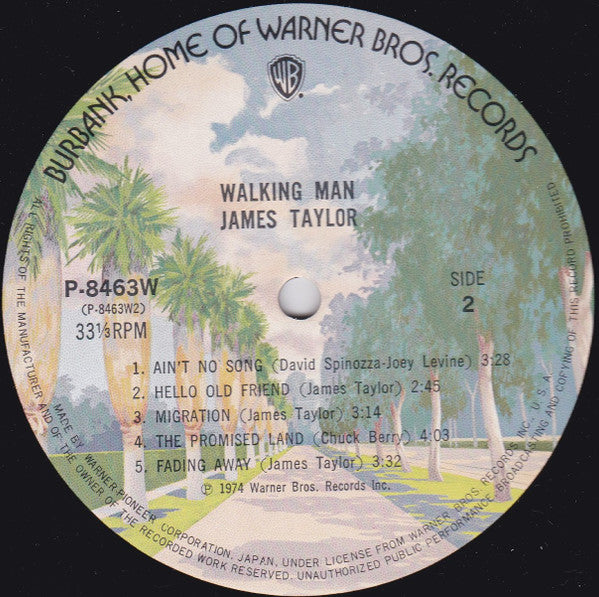 BURBANK, HOME OF WARNER BROS. RECORDS
WB
WALKING MAN
JAMES TAYLOR
P-8463W
(P-8463W2)
33⅓RPM
SIDE
2
1. AIN'T NO SONG (David Spinozza-Joey Levine) 3:28
2. HELLO OLD FRIEND (James Taylor) 2:45
3. MIGRATION (James Taylor) 3:14
4. THE PROMISED LAND (Chuck Berry) 4:03
5. FADING AWAY (James Taylor) 3:32
℗ 1974 Warner Bros. Records Inc.
MADE BY WARNER-PIONEER CORPORATION, JAPAN, UNDER LICENSE FROM WARNER BROS. RECORDS INC., U.S.A.
ALL RIGHTS OF THE MANUFACTURER AND OF THE OWNER OF THE RECORDED WORK RESERVED. UNAUTHORIZED PUBLIC PERFORMANCE, BROADCASTING AND COPYING OF THIS RECORD PROHIBITED